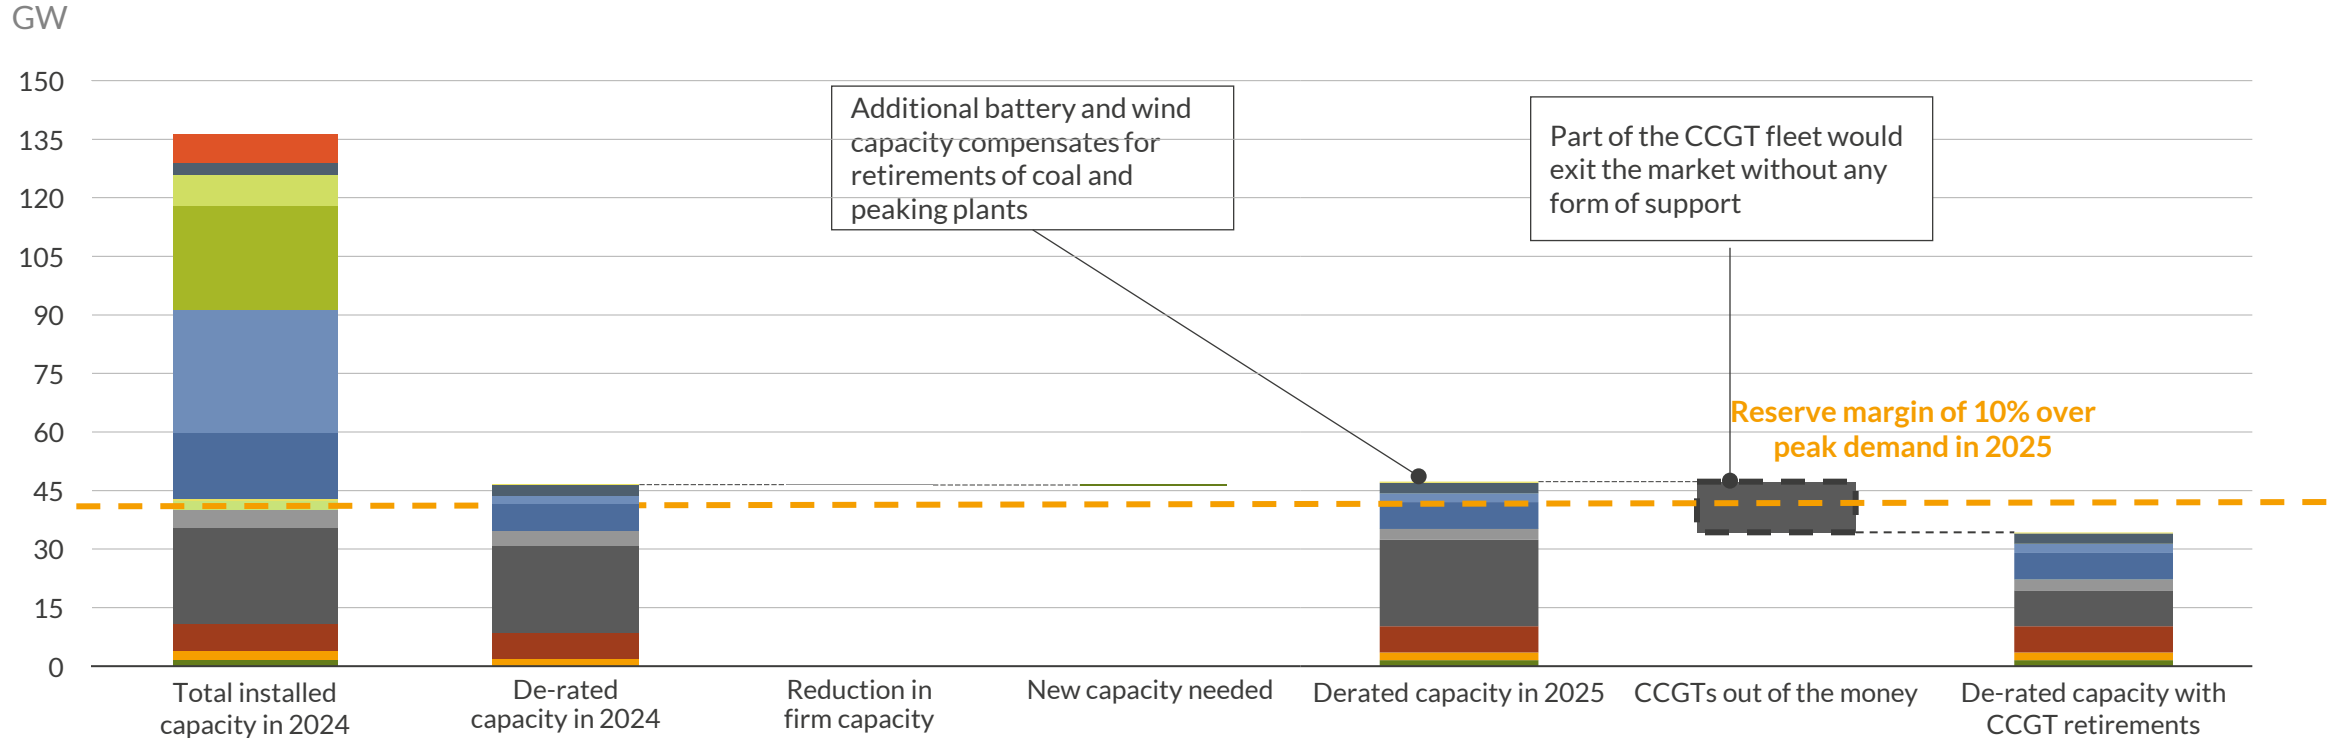 GW
150
135
120
105
90
75
60
45
30
15
0
Additional battery and wind
capacity compensates for
retirements of coal and
peaking plants
Part of the CCGT fleet would
exit the market without any
form of support
Reserve margin of 10% over
peak demand in 2025
Total installed
capacity in 2024
De-rated
capacity in 2024
Reduction in
firm capacity
New capacity needed
Derated capacity in 2025
CCGTs out of the money
De-rated capacity with
CCGT retirements